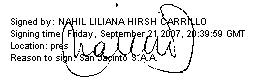 Signed by: NAHIL LILIANA HIRSH CARRILLO
Signing time: Friday, September 21 2007, 20:39:59 GMT
Location: pres
Reason to sign: San Jacinto S.A.A.